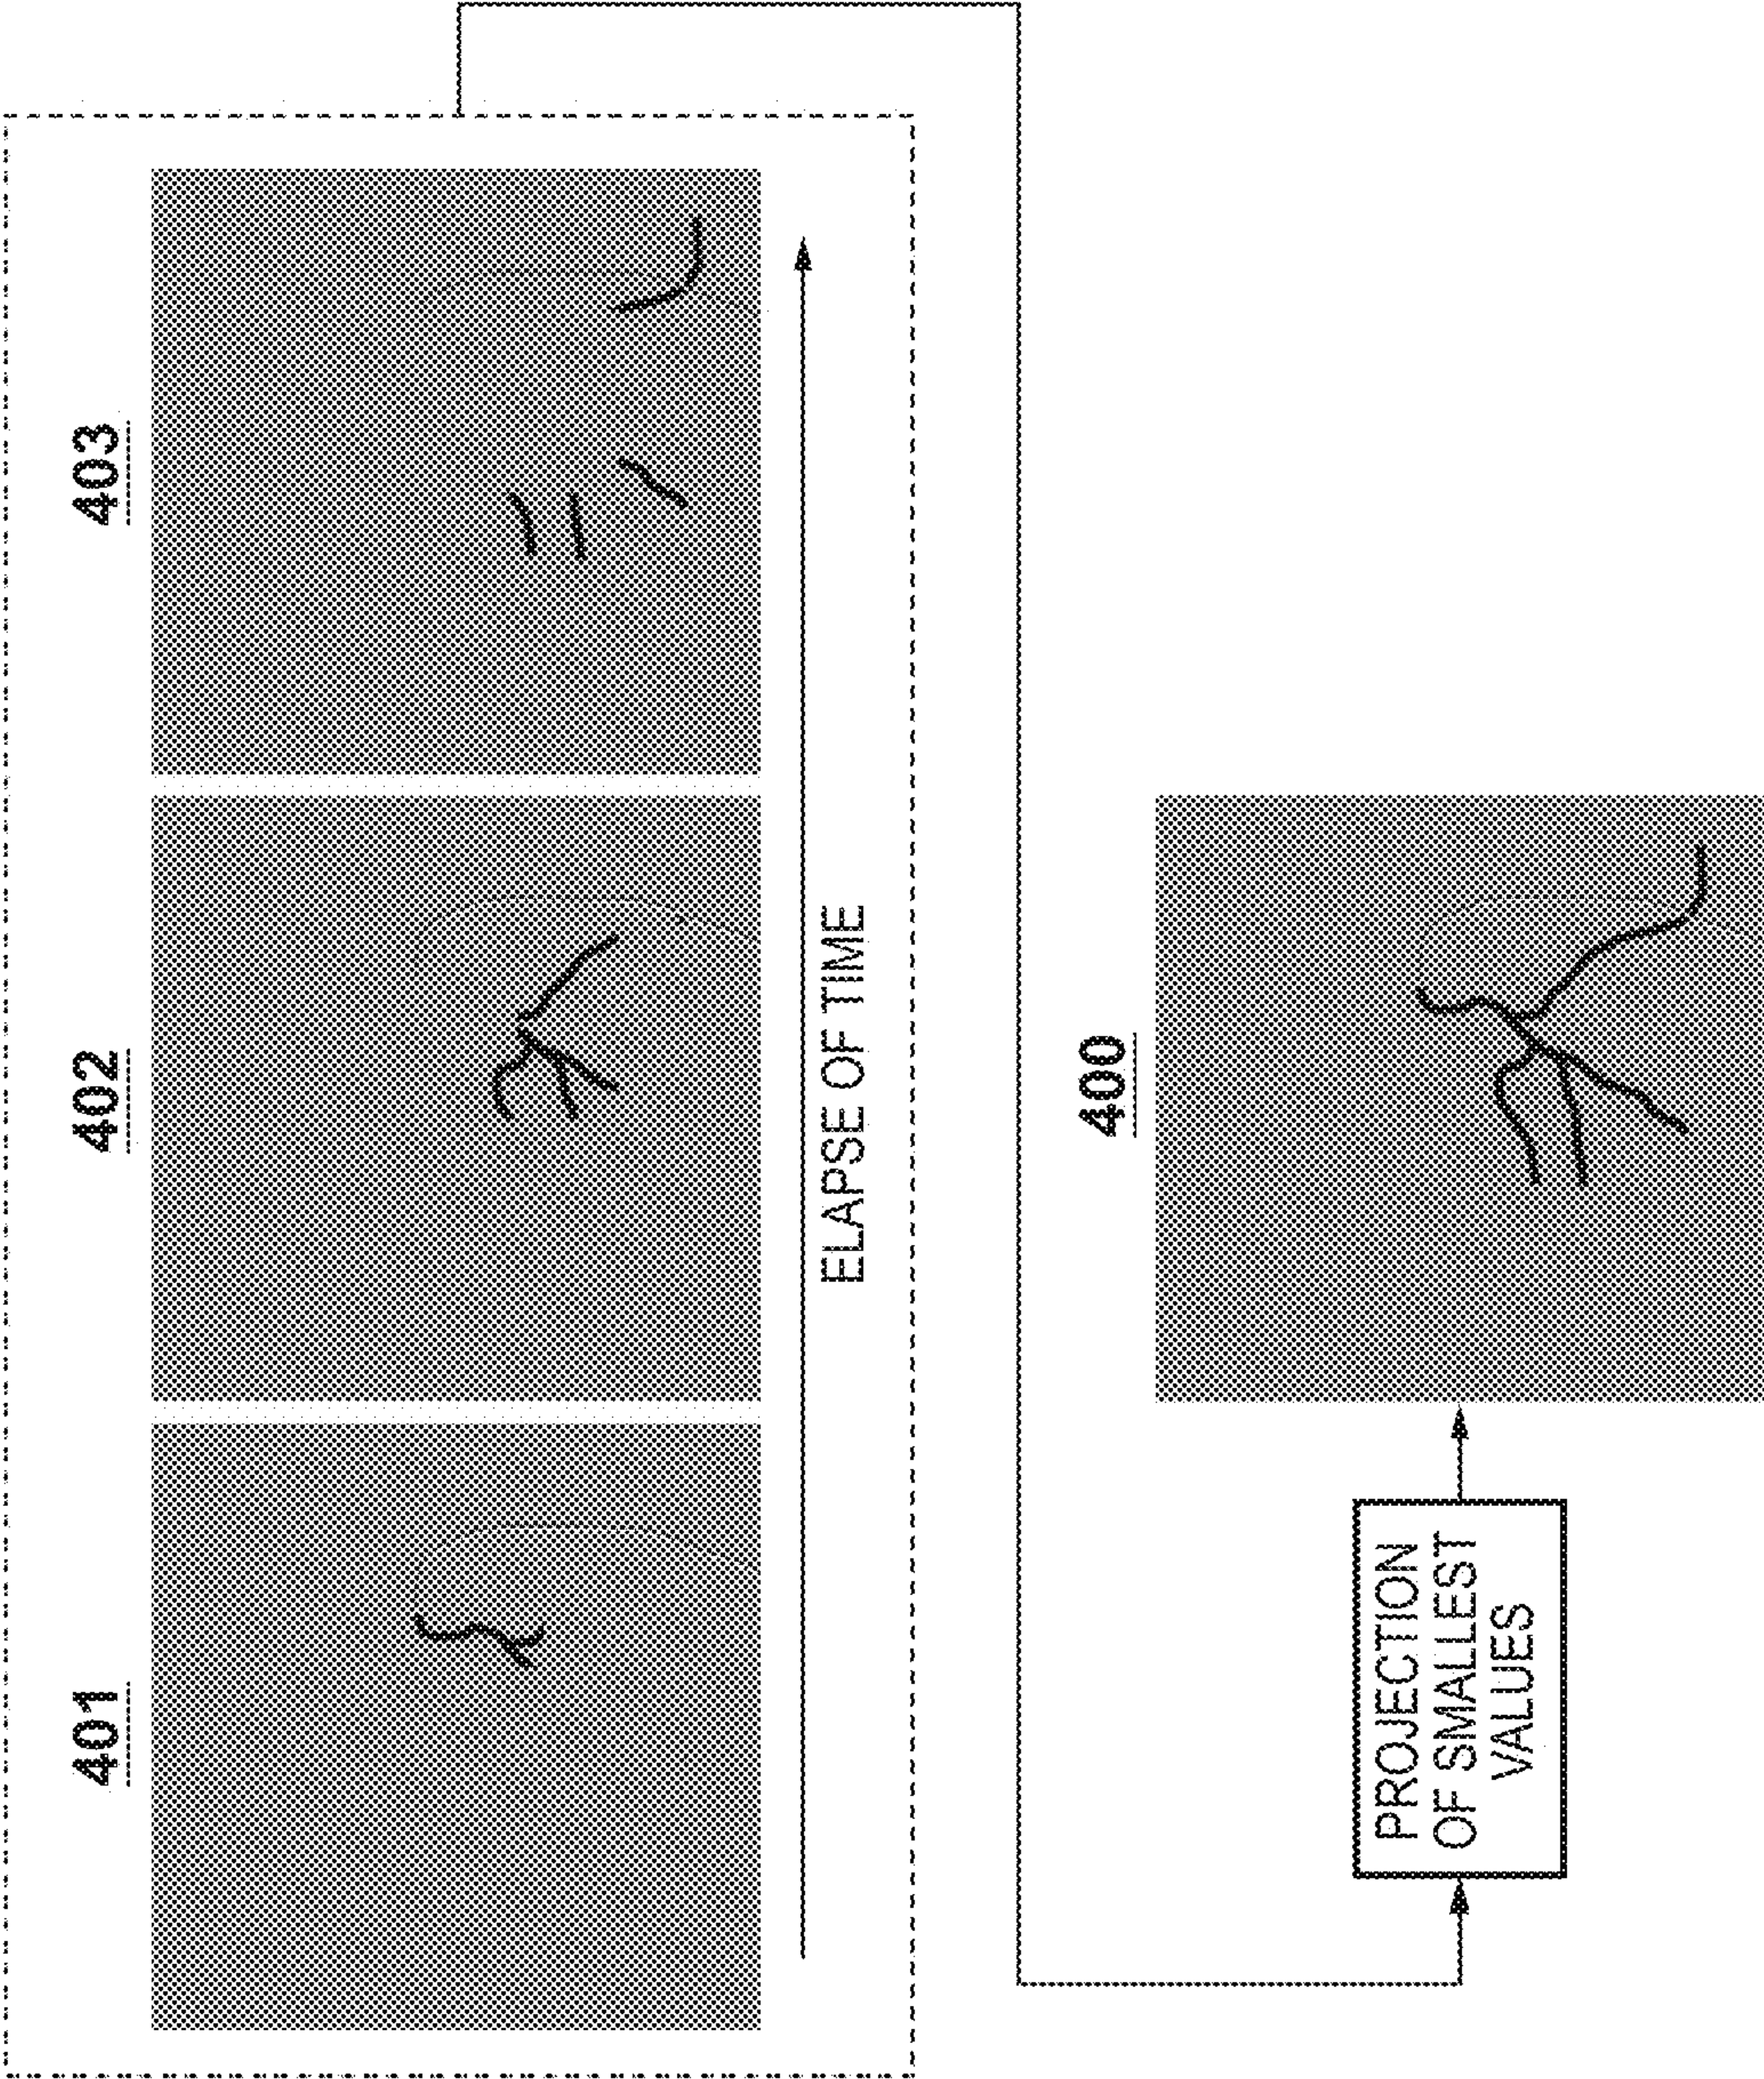 401
402
403
ELAPSE OF TIME
400
PROJECTION
OF SMALLEST
VALUES